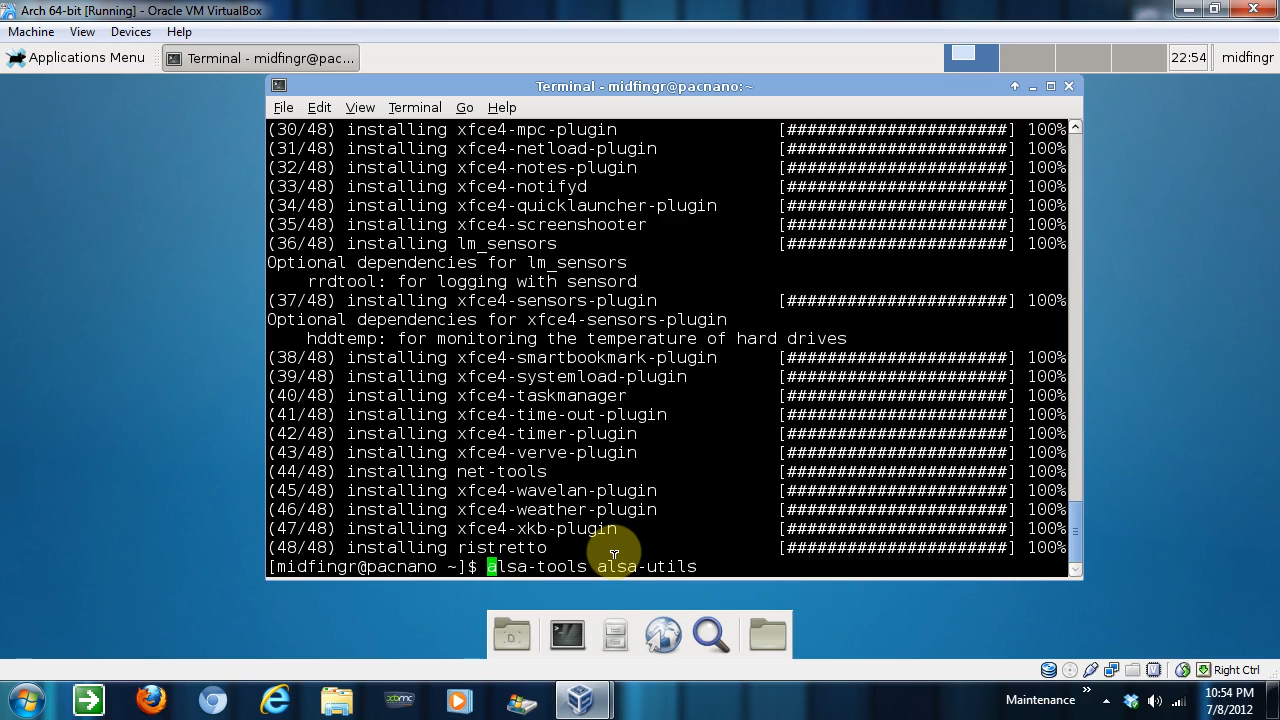 Arch 64-bit [Running] - Oracle VM VirtualBox
Machine View Devices Help
Applications Menu Terminal - midfingr@pac... 22:54 midfingr
Terminal - midfingr@pacnano:~
File Edit View Terminal Go Help
(30/48) installing xfce4-mpc-plugin [######################] 100%
(31/48) installing xfce4-netload-plugin [######################] 100%
(32/48) installing xfce4-notes-plugin [######################] 100%
(33/48) installing xfce4-notifyd [######################] 100%
(34/48) installing xfce4-quicklauncher-plugin [######################] 100%
(35/48) installing xfce4-screenshooter [######################] 100%
(36/48) installing lm_sensors [######################] 100%
Optional dependencies for lm_sensors
rrdtool: for logging with sensord
(37/48) installing xfce4-sensors-plugin [######################] 100%
Optional dependencies for xfce4-sensors-plugin
hddtemp: for monitoring the temperature of hard drives
(38/48) installing xfce4-smartbookmark-plugin [######################] 100%
(39/48) installing xfce4-systemload-plugin [######################] 100%
(40/48) installing xfce4-taskmanager [######################] 100%
(41/48) installing xfce4-time-out-plugin [######################] 100%
(42/48) installing xfce4-timer-plugin [######################] 100%
(43/48) installing xfce4-verve-plugin [######################] 100%
(44/48) installing net-tools [######################] 100%
(45/48) installing xfce4-wavelan-plugin [######################] 100%
(46/48) installing xfce4-weather-plugin [######################] 100%
(47/48) installing xfce4-xkb-plugin [######################] 100%
(48/48) installing ristretto [######################] 100%
[midfingr@pacnano ~]$ alsa-tools alsa-utils
D
Right Ctrl
xbmc
Maintenance »
10:54 PM
7/8/2012